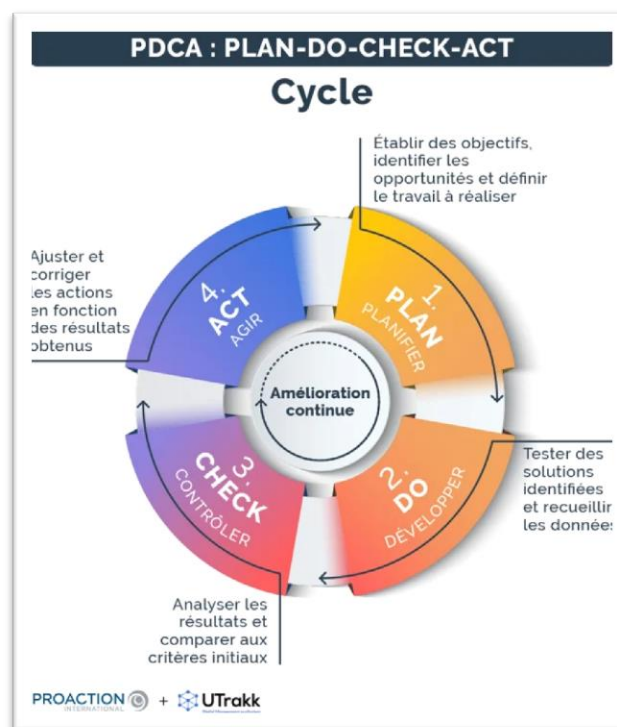 PDCA : PLAN-DO-CHECK-ACT
Cycle
Établir des objectifs,
identifier les
opportunités et définir
le travail à réaliser
1.
PLAN
PLANIFIER
Tester des
solutions
identifiées
et recueillir
les données
2.
DO
DÉVELOPPER
Analyser les
résultats et
comparer aux
critères initiaux
3.
CHECK
CONTRÔLER
Ajuster et
corriger
les actions
en fonction
des résultats
obtenus
4.
ACT
AGIR
Amélioration
continue
PROACTION
INTERNATIONAL
+
UTrakk